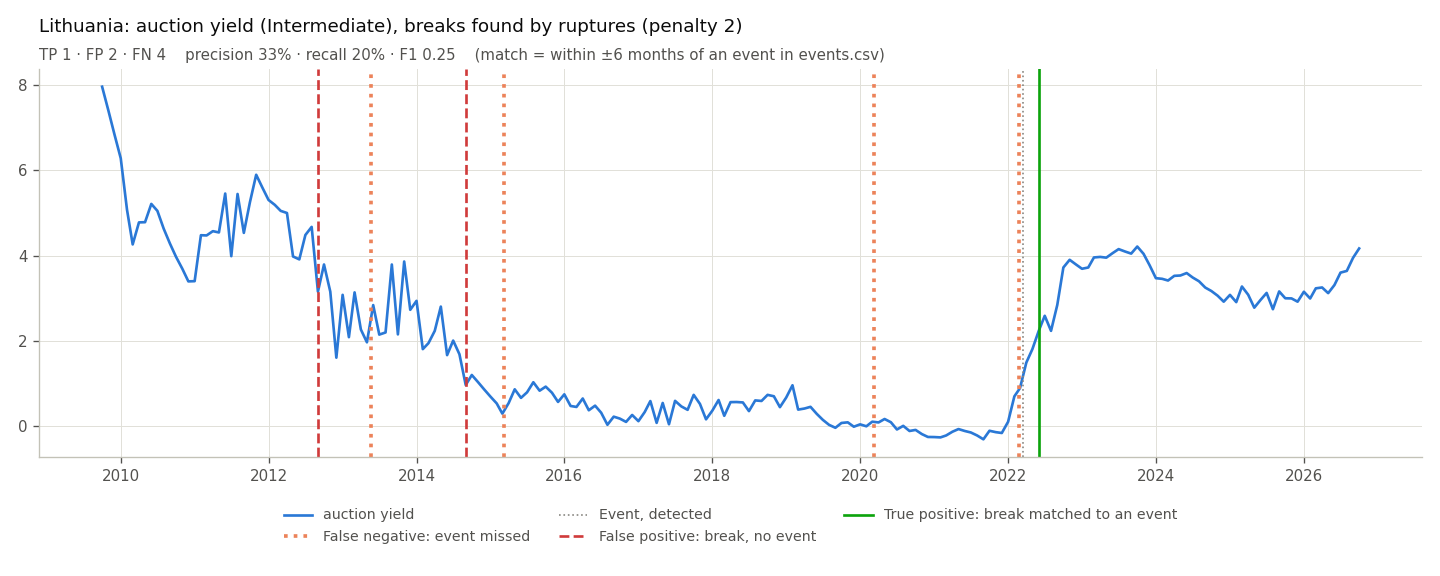 Lithuania: auction yield (Intermediate), breaks found by ruptures (penalty 2)
TP 1 · FP 2 · FN 4    precision 33% · recall 20% · F1 0.25    (match = within ±6 months of an event in events.csv)
8
6
4
2
0
2010 2012 2014 2016 2018 2020 2022 2024 2026
auction yield
False negative: event missed
Event, detected
False positive: break, no event
True positive: break matched to an event